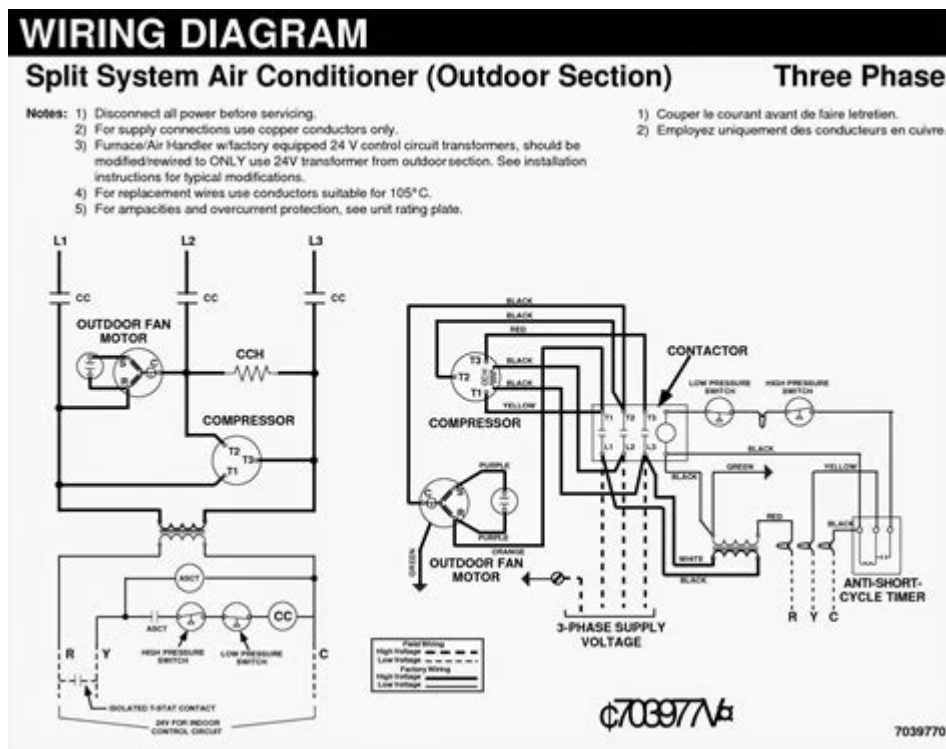 WIRING DIAGRAM
Split System Air Conditioner (Outdoor Section)
Three Phase
Notes: 1) Disconnect all power before servicing.
2) For supply connections use copper conductors only.
3) Furnace/Air Handler w/factory equipped 24 V control circuit transformers, should be
modified/rewired to ONLY use 24V transformer from outdoor section. See installation
instructions for typical modifications.
4) For replacement wires use conductors suitable for 105°C.
5) For ampacities and overcurrent protection, see unit rating plate.
1) Couper le courant avant de faire letretien.
2) Employez uniquement des conducteurs en cuivre
L1
L2
L3
CC
CC
CC
OUTDOOR FAN
MOTOR
S
C
R
CCH
COMPRESSOR
T2
T3
T1
ASCT
ASCT
CC
HIGH PRESSURE
SWITCH
LOW PRESSURE
SWITCH
R
Y
C
ISOLATED T-STAT CONTACT
24V FOR INDOOR
CONTROL CIRCUIT
BLACK
BLACK
RED
T3
T2
T1
BLACK
BLACK
YELLOW
COMPRESSOR
CONTACTOR
LOW PRESSURE
SWITCH
HIGH PRESSURE
SWITCH
T1
T2
T3
L1
L2
L3
BLACK
BLACK
GREEN
YELLOW
PURPLE
C
S
R
PURPLE
ORANGE
GREEN
OUTDOOR FAN
MOTOR
RED
BLACK
WHITE
BLACK
ANTI-SHORT-
CYCLE TIMER
R Y C
3-PHASE SUPPLY
VOLTAGE
Field Wiring
High Voltage
Low Voltage
Factory Wiring
High Voltage
Low Voltage
¢703977V¤
7039770